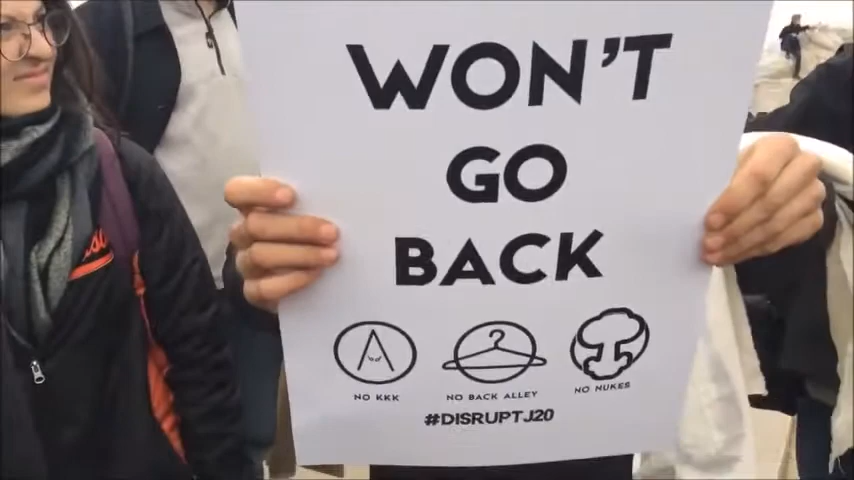 WON'T
GO
BACK
NO KKK
NO BACK ALLEY
NO NUKES
#DISRUPTJ20